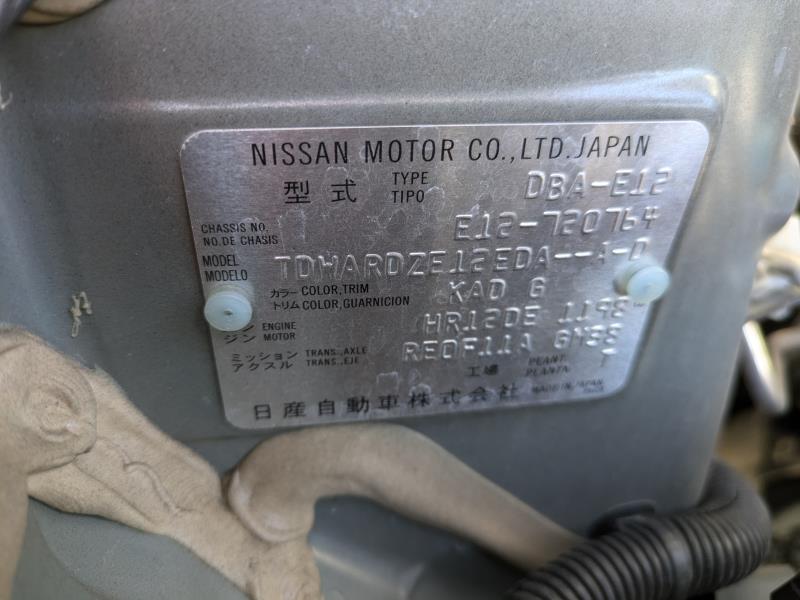 NISSAN MOTOR CO.,LTD.JAPAN
型式 TYPE TIPO DBA-E12
CHASSIS NO. NO.DE CHASIS E12-720764
MODEL MODELO TDHARDZE12EDA--A-D
カラー COLOR,TRIM KAD G
トリム COLOR,GUARNICION
ジン ENGINE MOTOR HR12DE 1198
ミッション TRANS.,AXLE RE0F11A GM38
アクスル TRANS.,EJE
工場 PLANT PLANTA T
日産自動車株式会社 MADE IN JAPAN